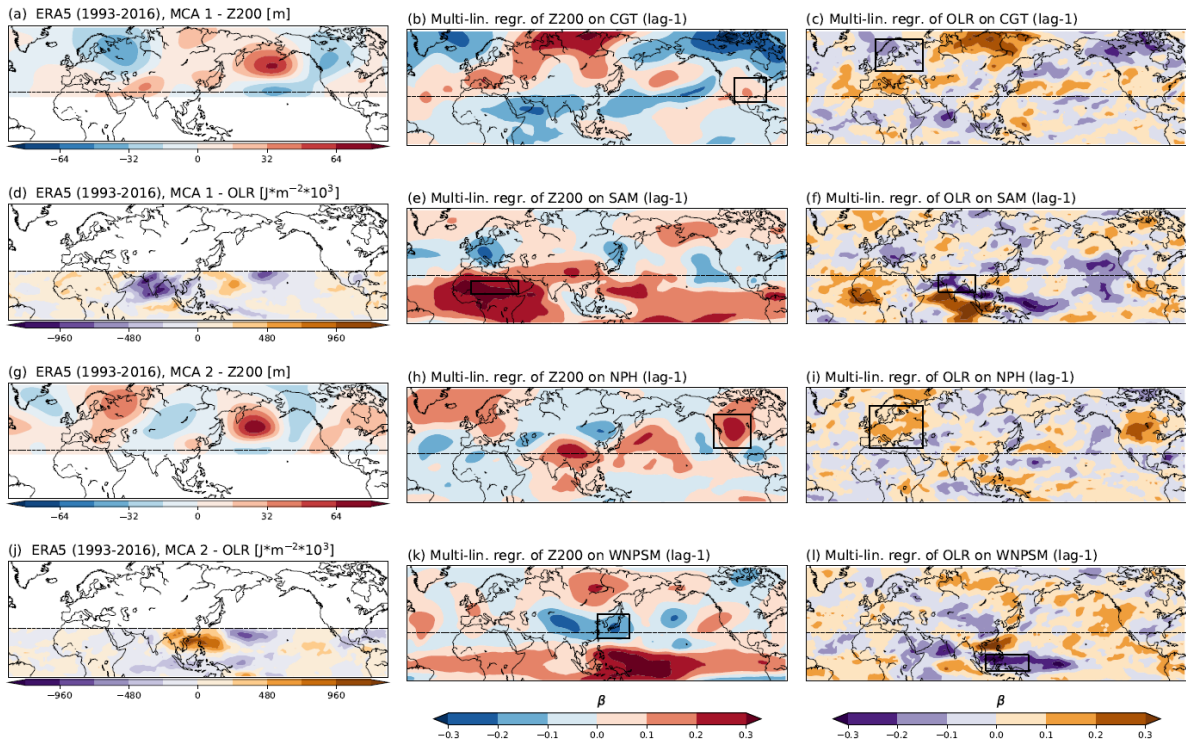 (a) ERA5 (1993-2016), MCA 1 - Z200 [m]
(b) Multi-lin. regr. of Z200 on CGT (lag-1)
(c) Multi-lin. regr. of OLR on CGT (lag-1)
−64 −32 0 32 64
(d) ERA5 (1993-2016), MCA 1 - OLR [J*m⁻²*10³]
(e) Multi-lin. regr. of Z200 on SAM (lag-1)
(f) Multi-lin. regr. of OLR on SAM (lag-1)
−960 −480 0 480 960
(g) ERA5 (1993-2016), MCA 2 - Z200 [m]
(h) Multi-lin. regr. of Z200 on NPH (lag-1)
(i) Multi-lin. regr. of OLR on NPH (lag-1)
−64 −32 0 32 64
(j) ERA5 (1993-2016), MCA 2 - OLR [J*m⁻²*10³]
(k) Multi-lin. regr. of Z200 on WNPSM (lag-1)
(l) Multi-lin. regr. of OLR on WNPSM (lag-1)
−960 −480 0 480 960
β
−0.3 −0.2 −0.1 0.0 0.1 0.2 0.3
β
−0.3 −0.2 −0.1 0.0 0.1 0.2 0.3